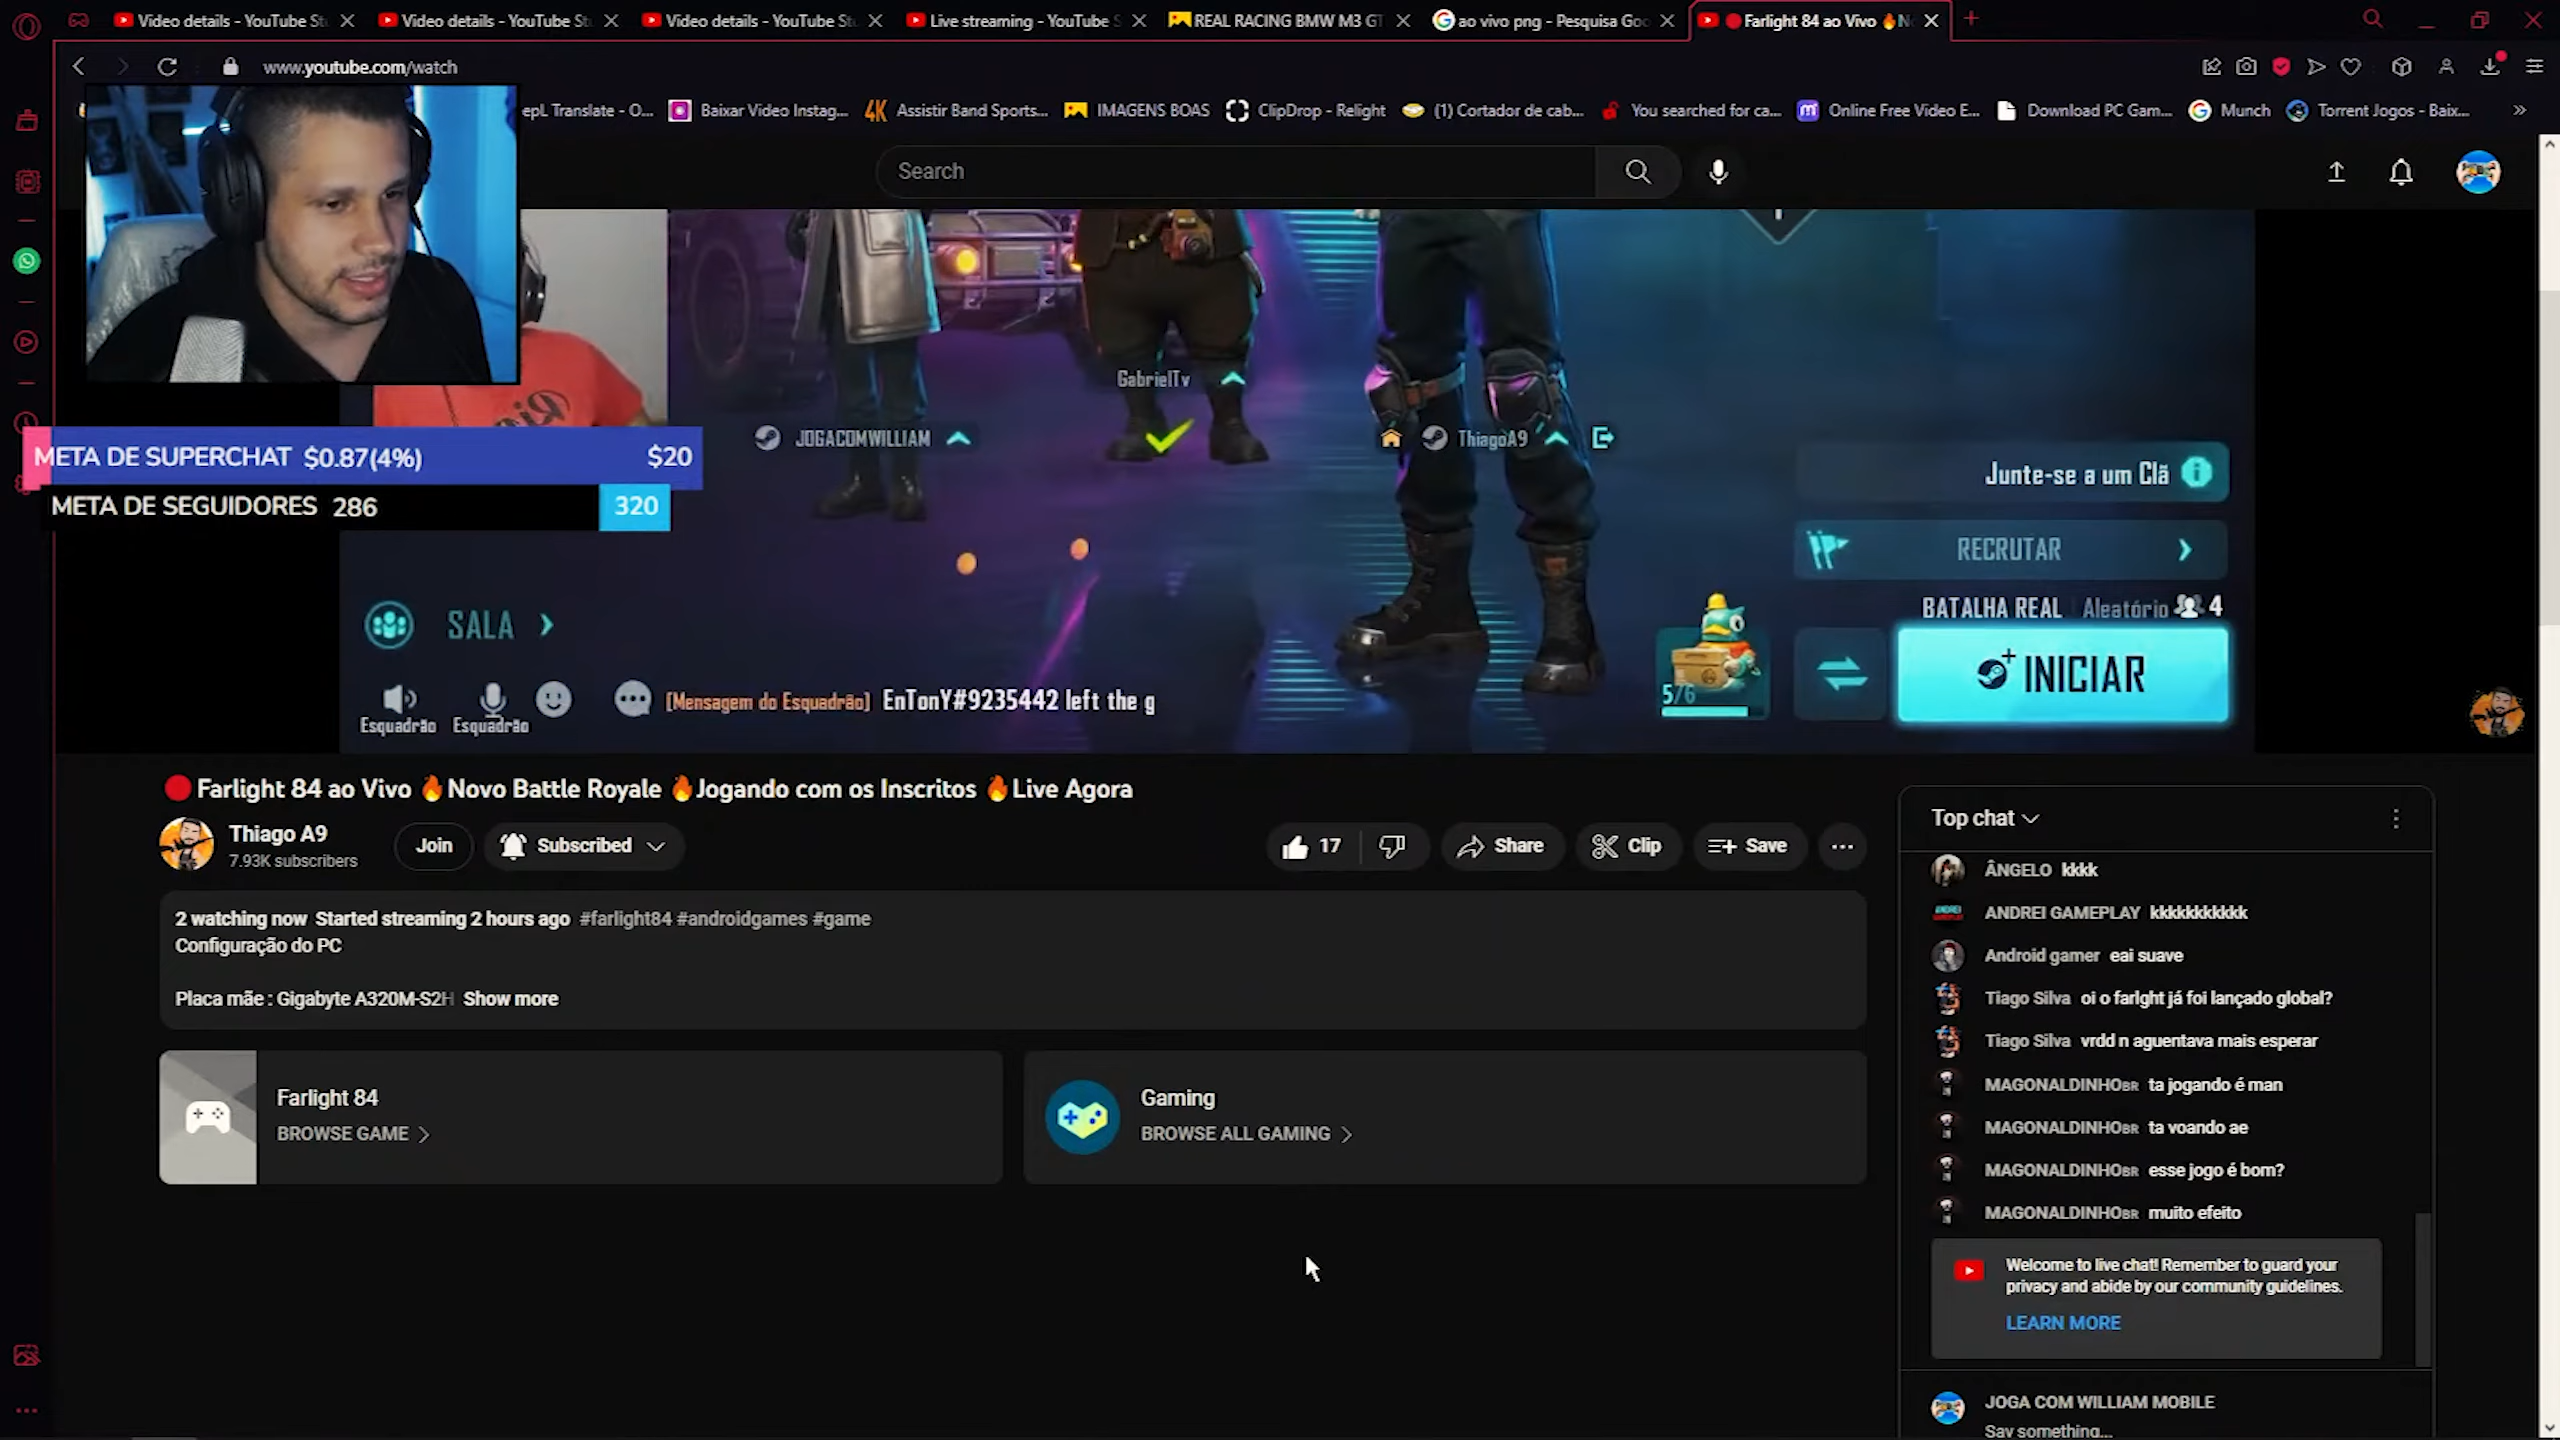 Video details - YouTube St
Video details - YouTube St
Video details - YouTube St
Live streaming - YouTube S
REAL RACING BMW M3 GT
ao vivo png - Pesquisa Goo
Farlight 84 ao Vivo 🔥N
www.youtube.com/watch
epL Translate - O...
Baixar Video Instag...
4K Assistir Band Sports...
IMAGENS BOAS
ClipDrop - Relight
(1) Cortador de cab...
You searched for ca...
Online Free Video E...
Download PC Gam...
Munch
Torrent Jogos - Baix...
Search
GabrielTv
JOGACOMWILLIAM
ThiagoA9
META DE SUPERCHAT $0.87(4%) $20
META DE SEGUIDORES 286 320
Junte-se a um Clã
RECRUTAR
BATALHA REAL Aleatório 4
SALA
5/6
INICIAR
Esquadrão
Esquadrão
[Mensagem do Esquadrão] EnTonY#9235442 left the g
🔴Farlight 84 ao Vivo 🔥Novo Battle Royale 🔥Jogando com os Inscritos 🔥Live Agora
Thiago A9
7.93K subscribers
Join
Subscribed
17
Share
Clip
Save
2 watching now Started streaming 2 hours ago #farlight84 #androidgames #game
Configuração do PC
Placa mãe : Gigabyte A320M-S2H Show more
Farlight 84
BROWSE GAME
Gaming
BROWSE ALL GAMING
Top chat
ÂNGELO kkkk
ANDREI GAMEPLAY kkkkkkkkkkk
Android gamer eai suave
Tiago Silva oi o farlght já foi lançado global?
Tiago Silva vrdd n aguentava mais esperar
MAGONALDINHOBR ta jogando é man
MAGONALDINHOBR ta voando ae
MAGONALDINHOBR esse jogo é bom?
MAGONALDINHOBR muito efeito
Welcome to live chat! Remember to guard your
privacy and abide by our community guidelines.
LEARN MORE
JOGA COM WILLIAM MOBILE
Say something...